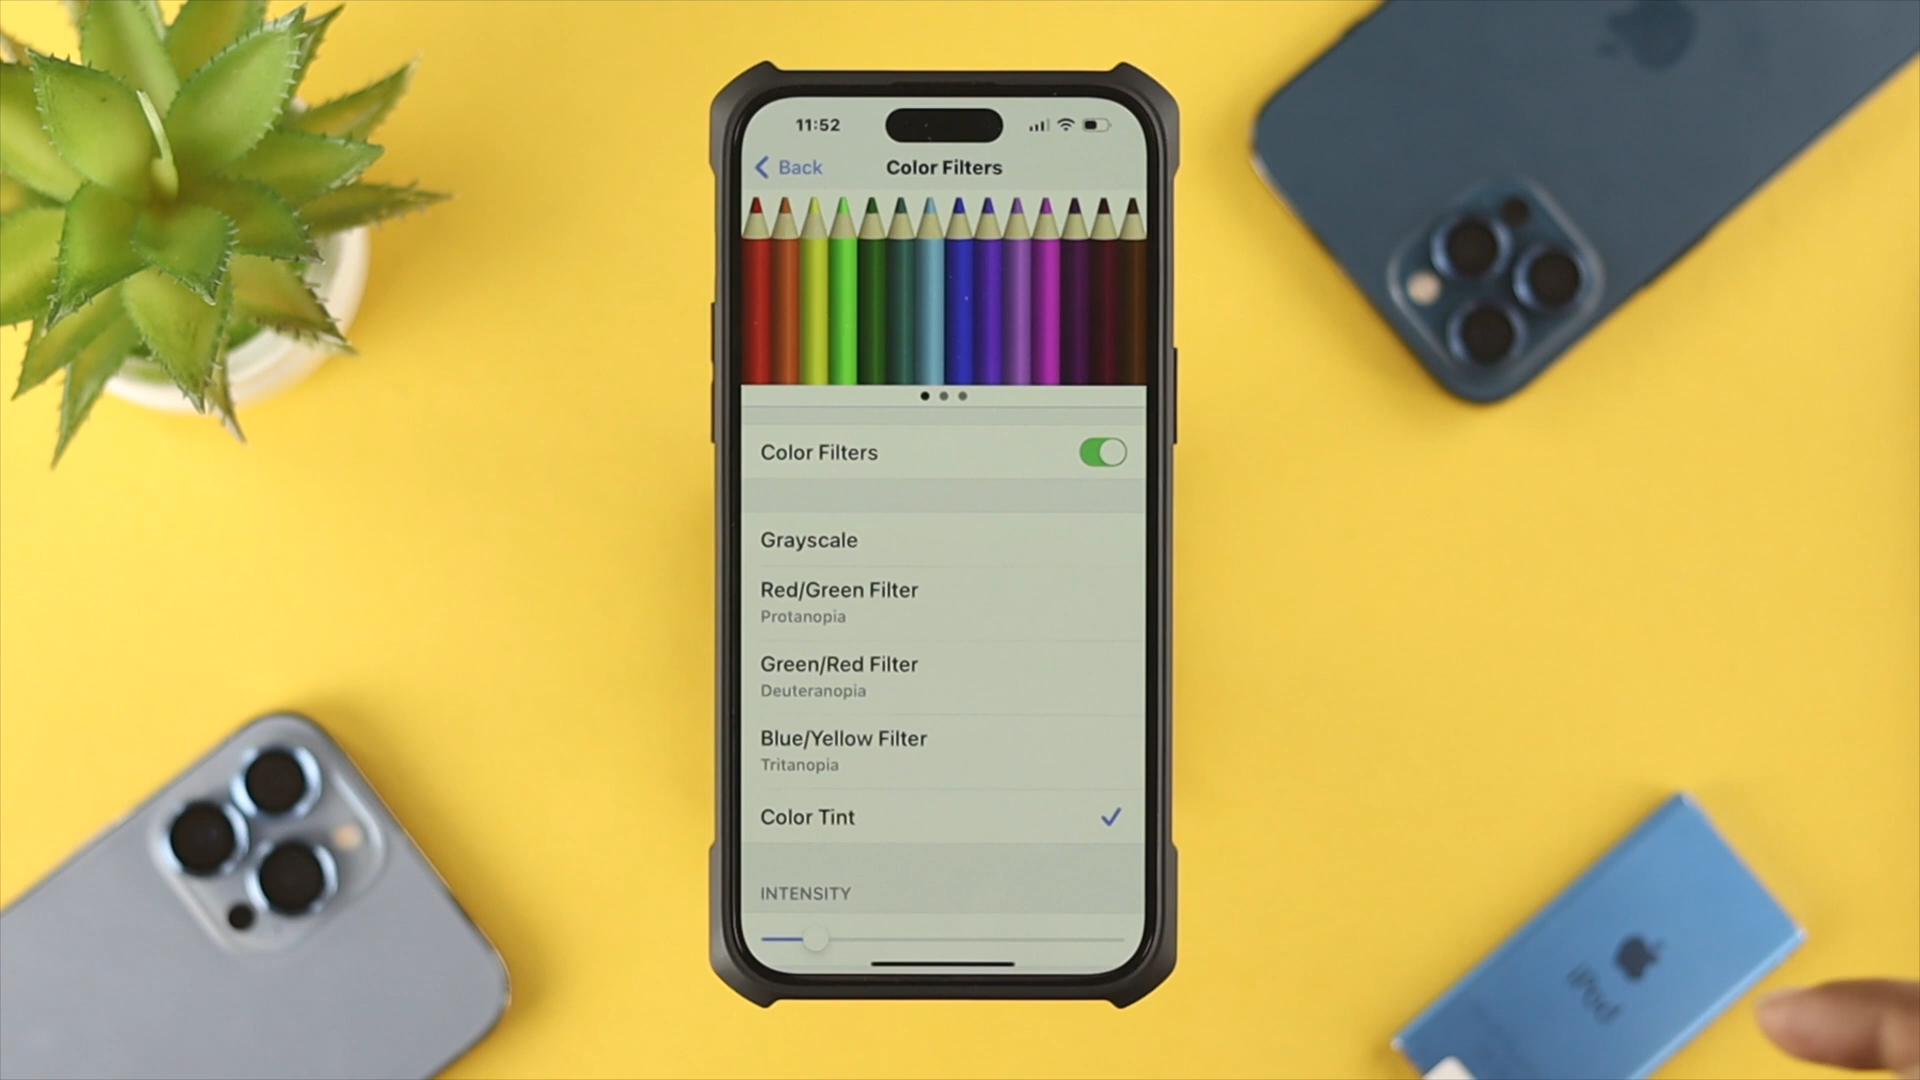 11:52
Back
Color Filters
Color Filters
Grayscale
Red/Green Filter
Protanopia
Green/Red Filter
Deuteranopia
Blue/Yellow Filter
Tritanopia
Color Tint
INTENSITY
iPod